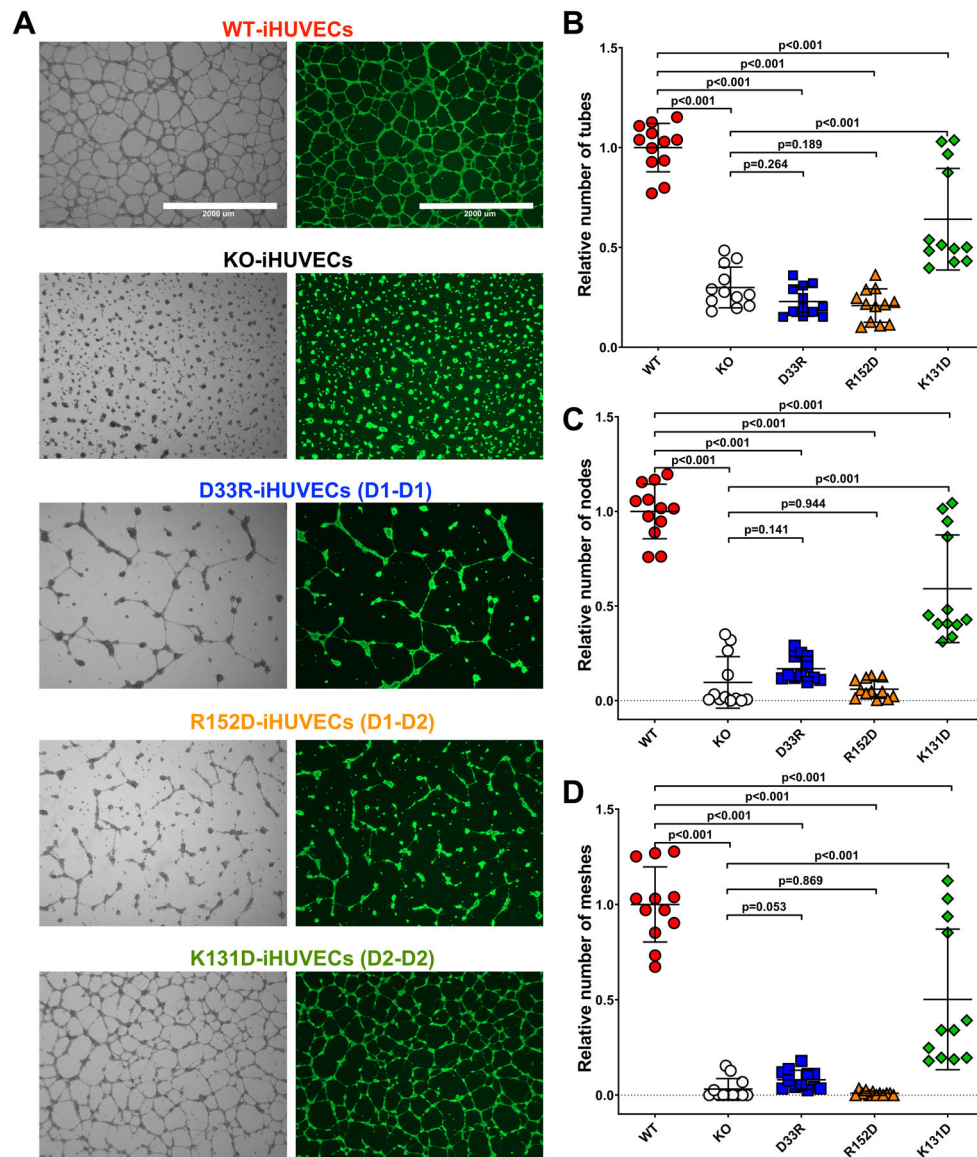 A
WT-iHUVECs
2000 um
2000 um
KO-iHUVECs
D33R-iHUVECs (D1-D1)
R152D-iHUVECs (D1-D2)
K131D-iHUVECs (D2-D2)
B
Relative number of tubes
1.5
1.0
0.5
0.0
p<0.001
p<0.001
p<0.001
p<0.001
p=0.189
p=0.264
WT
KO
D33R
R152D
K131D
C
Relative number of nodes
1.5
1.0
0.5
0.0
p<0.001
p<0.001
p<0.001
p<0.001
p=0.944
p=0.141
WT
KO
D33R
R152D
K131D
D
Relative number of meshes
1.5
1.0
0.5
0.0
p<0.001
p<0.001
p<0.001
p<0.001
p<0.001
p=0.869
p=0.053
WT
KO
D33R
R152D
K131D